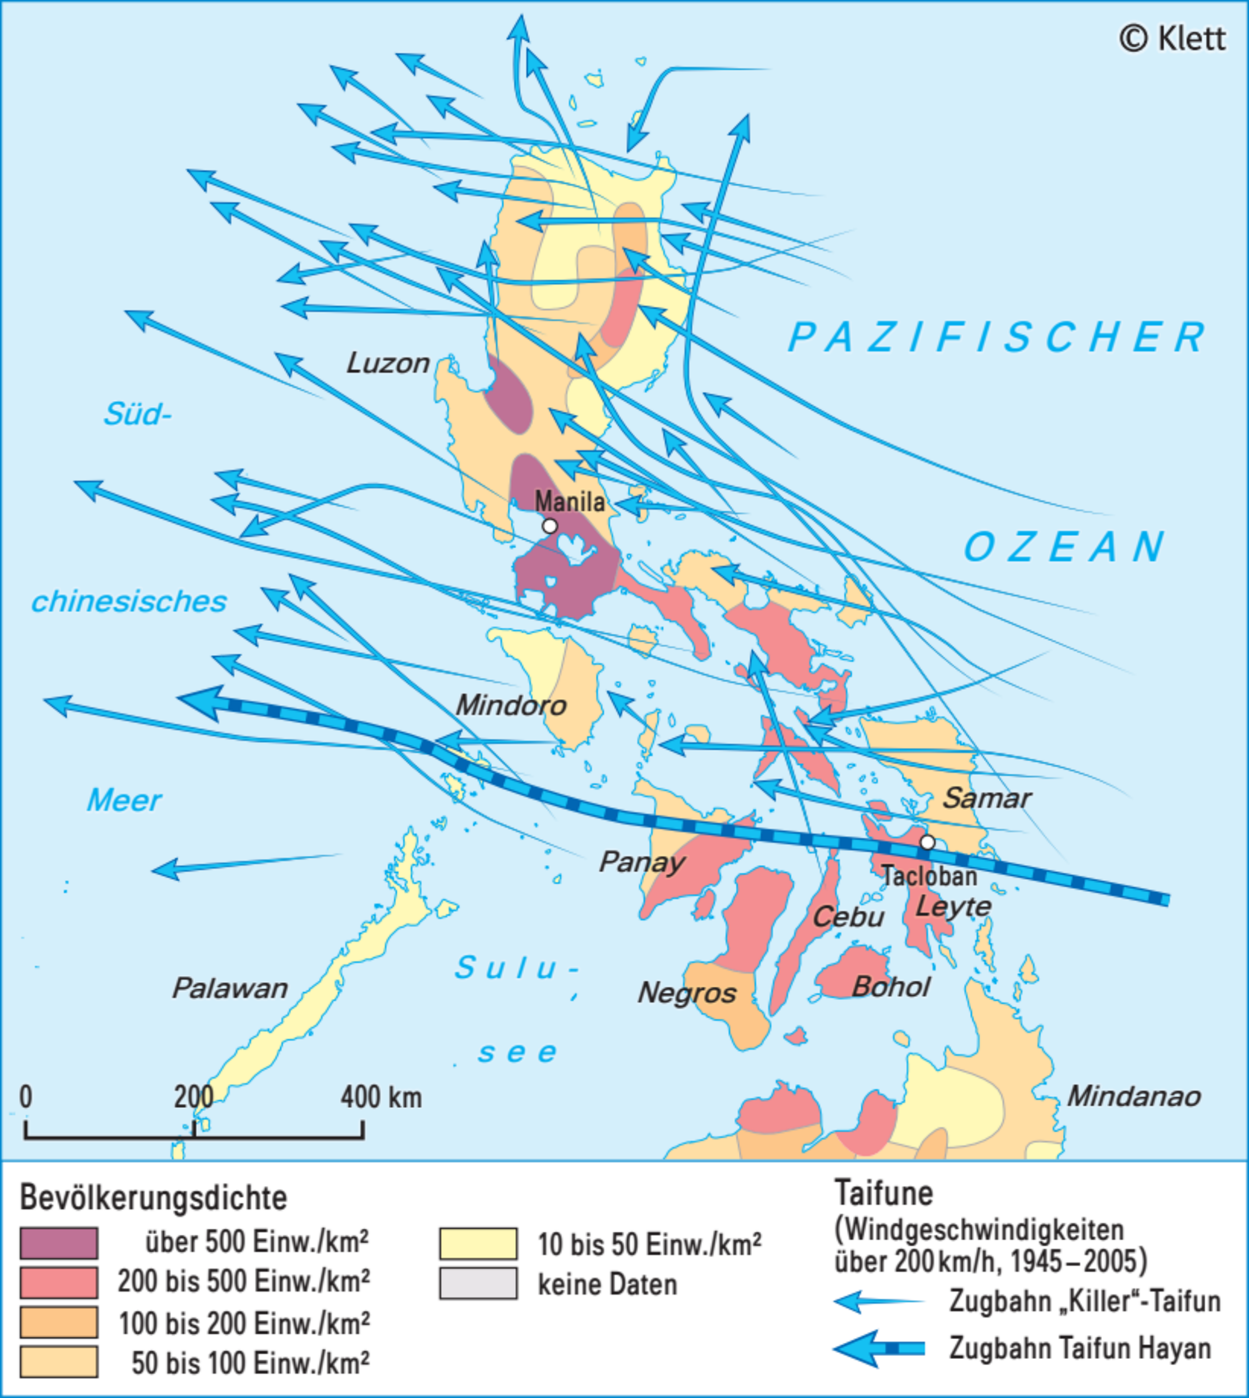 © Klett
PAZIFISCHER
Luzon
Süd-
Manila
OZEAN
chinesisches
Mindoro
Meer
Samar
Panay
Tacloban
Leyte
Cebu
Sulu-
Palawan
Negros
Bohol
see
0 200 400 km
Mindanao
Bevölkerungsdichte
über 500 Einw./km²
200 bis 500 Einw./km²
100 bis 200 Einw./km²
50 bis 100 Einw./km²
10 bis 50 Einw./km²
keine Daten
Taifune
(Windgeschwindigkeiten
über 200 km/h, 1945–2005)
Zugbahn „Killer“-Taifun
Zugbahn Taifun Hayan